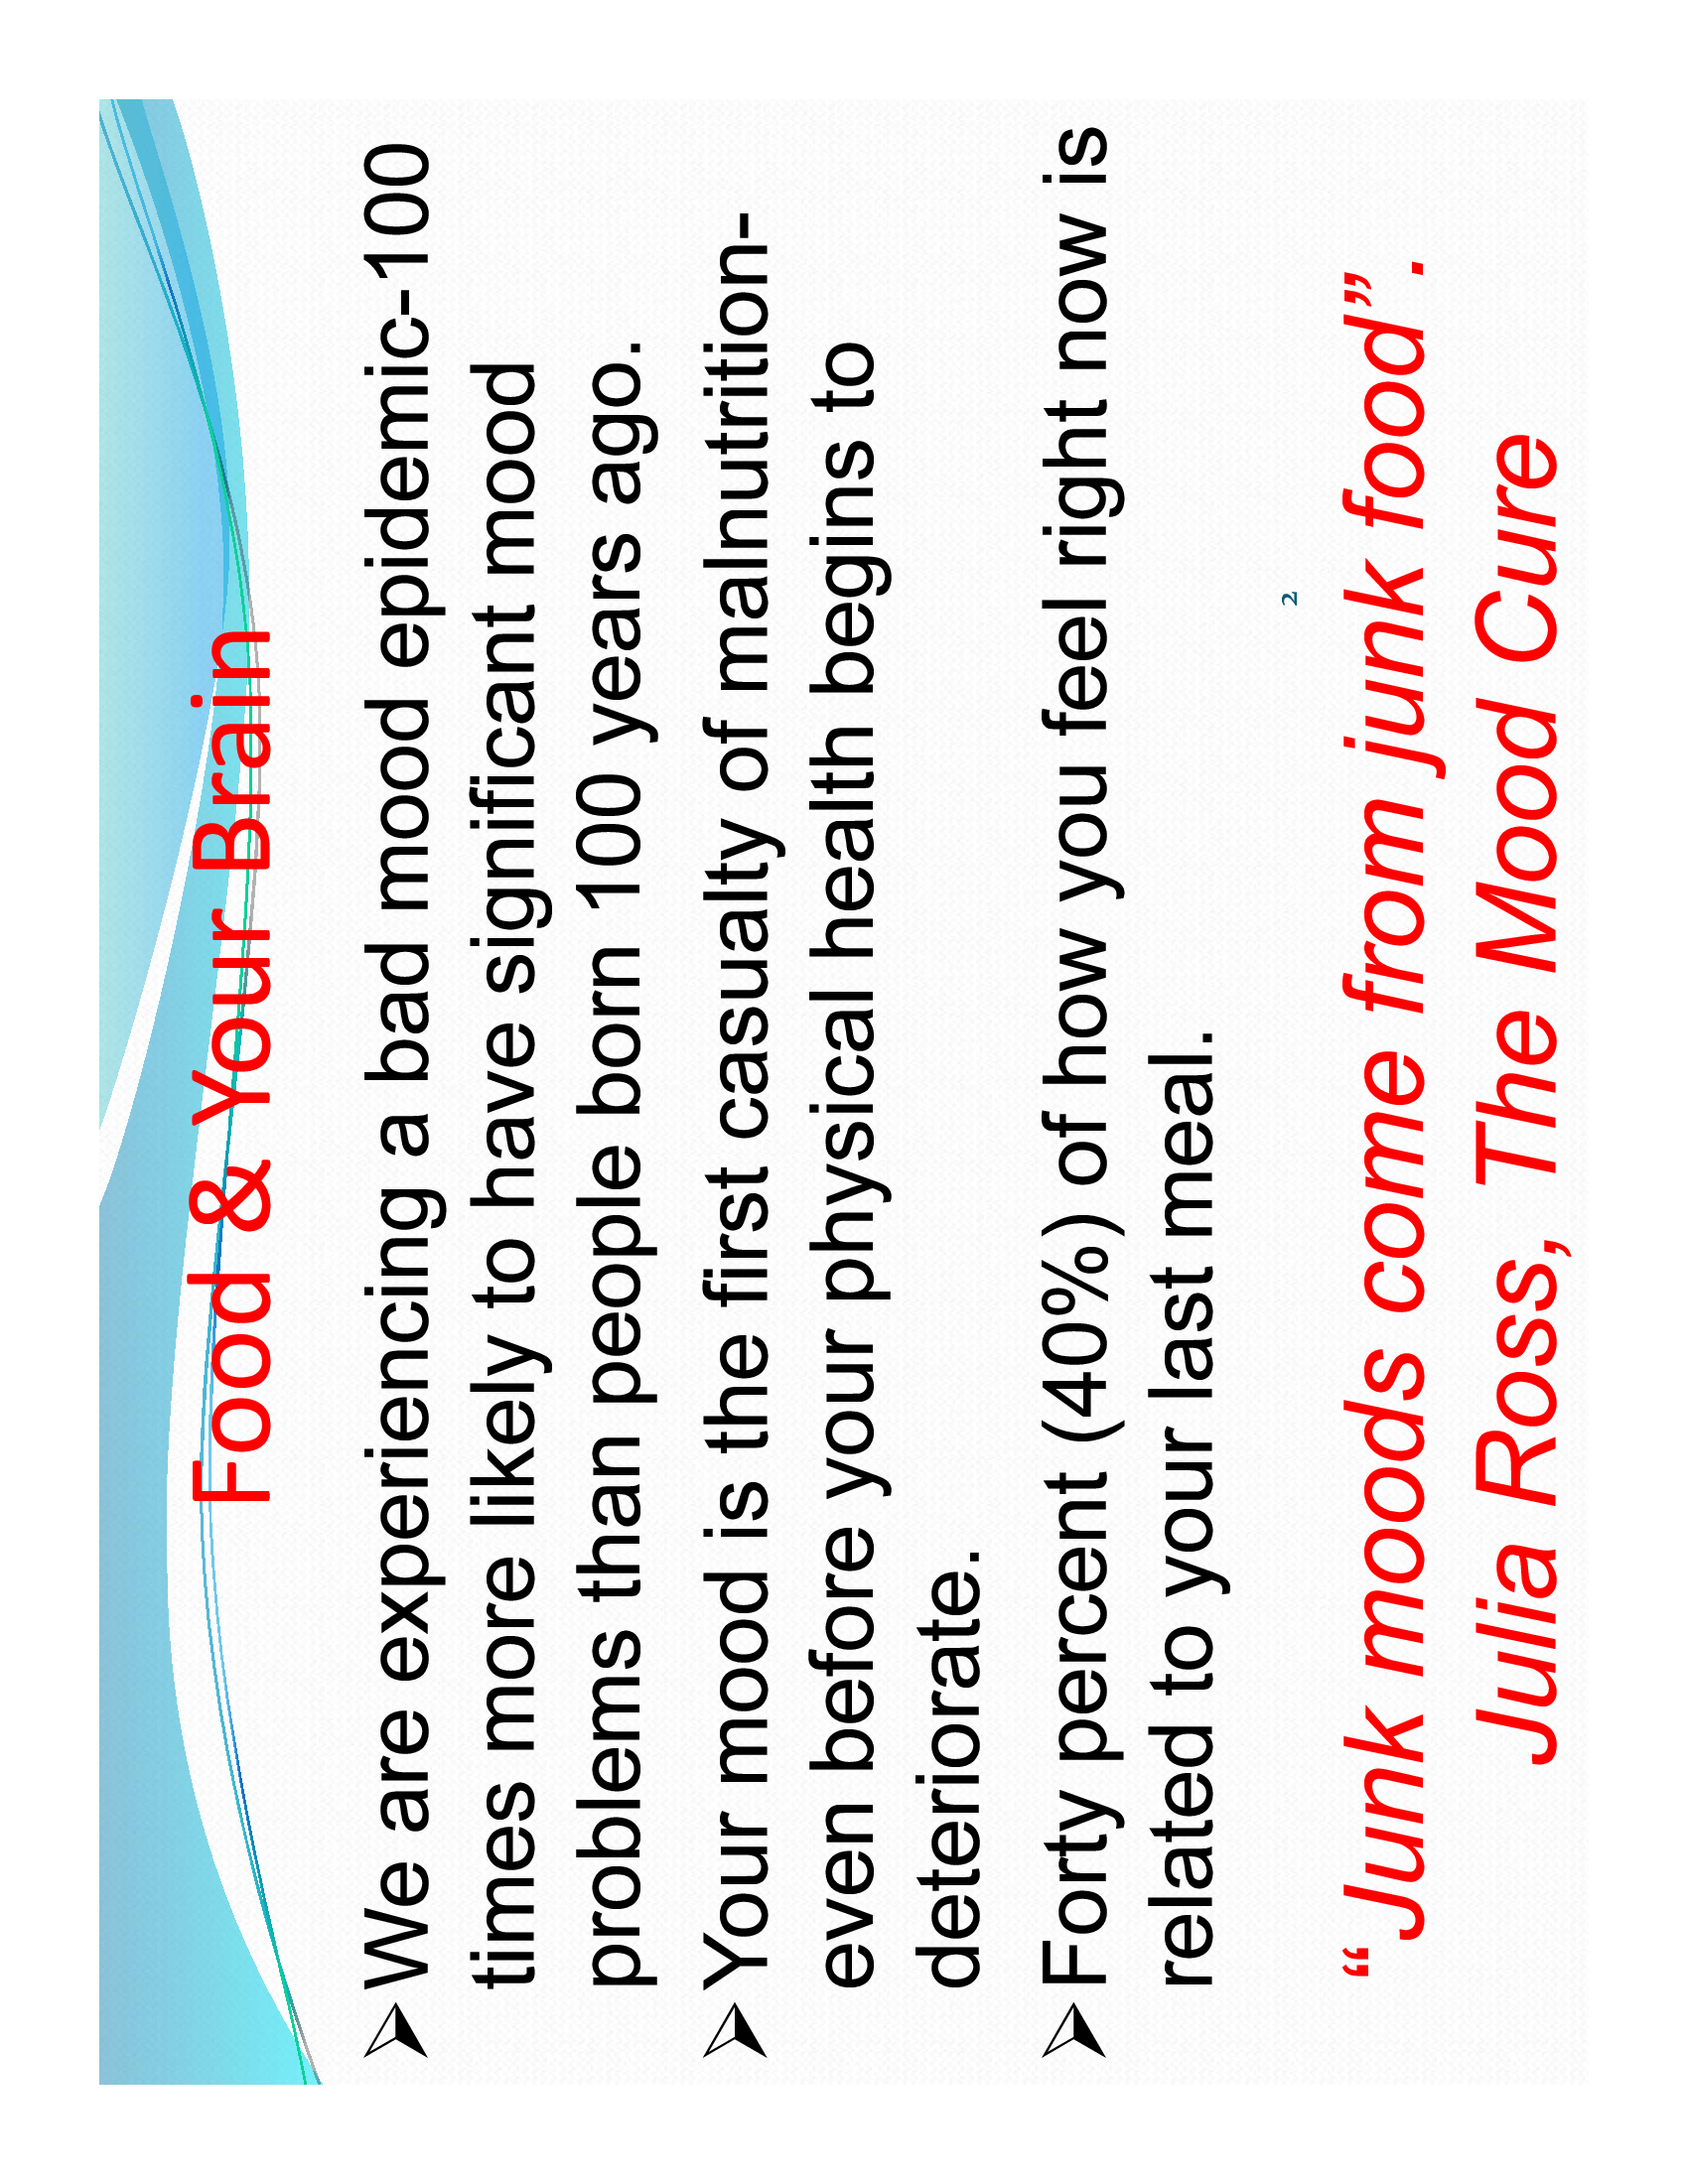 Food & Your Brain
➢We are experiencing a bad mood epidemic-100
times more likely to have significant mood
problems than people born 100 years ago.
➢Your mood is the first casualty of malnutrition-
even before your physical health begins to
deteriorate.
➢Forty percent (40%) of how you feel right now is
related to your last meal.
2
“Junk moods come from junk food”.
Julia Ross, The Mood Cure